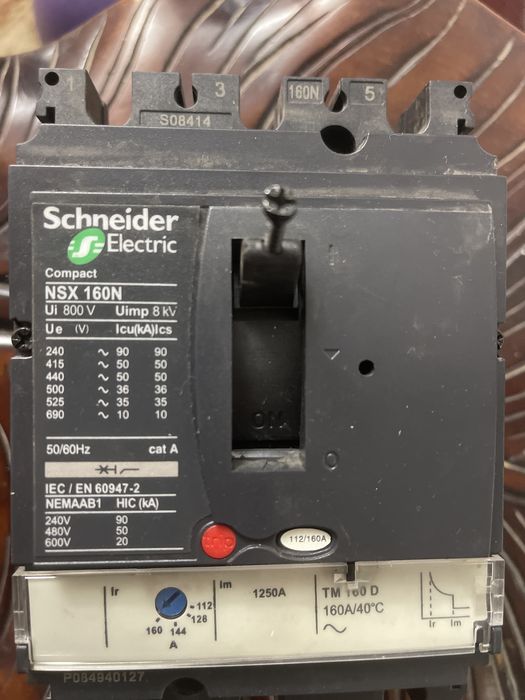 1
3
160N
5
S08414
Schneider
Electric
Compact
NSX 160N
Ui 800 V Uimp 8 kV
Ue (V) Icu(kA)Ics
240 ~ 90 90
415 ~ 50 50
440 ~ 50 50
500 ~ 36 36
525 ~ 35 35
690 ~ 10 10
50/60Hz cat A
IEC / EN 60947-2
NEMAAB1 HIC (kA)
240V 90
480V 50
600V 20
ON
O
112/160A
Ir
112
128
144
160
A
Im 1250A
TM 160 D
160A/40°C
~
Ir Im
P084940127